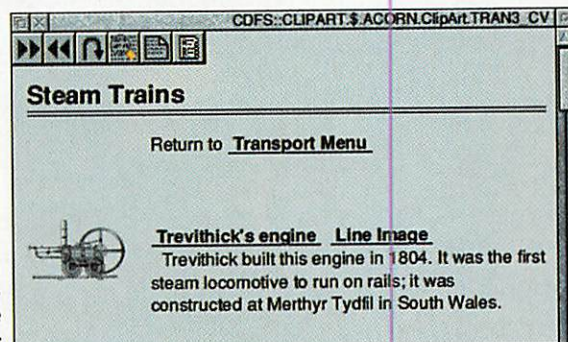 CDFS::CLIPART.$.ACORN.ClipArt.TRAN3_CV
Steam Trains
Return to Transport Menu
Trevithick's engine Line Image
Trevithick built this engine in 1804. It was the first
steam locomotive to run on rails; it was
constructed at Merthyr Tydfil in South Wales.